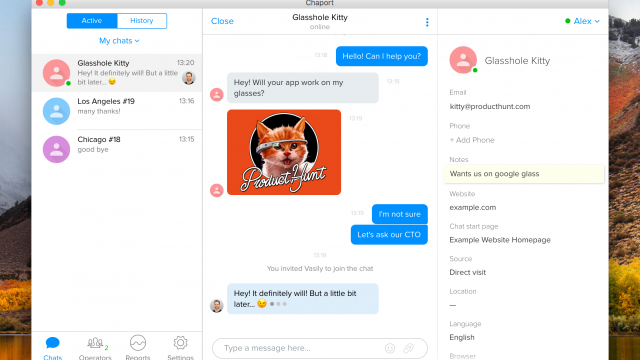 Chaport
Active
History
My chats
Glasshole Kitty
13:20
Hey! It definitely will! But a little
bit later...
Los Angeles #19
13:16
many thanks!
Chicago #18
13:15
good bye
Chats
Operators
2
Reports
Settings
Close
Glasshole Kitty
online
13:18
Hello! Can I help you?
Hey! Will your app work on my
glasses?
13:18
13:19
Product Hunt
13:19
I'm not sure
Let's ask our CTO
13:19
You invited Vasily to join the chat
Hey! It definitely will! But a little bit
later...
Type a message here...
Alex
Glasshole Kitty
Email
kitty@producthunt.com
Phone
+ Add Phone
Notes
Wants us on google glass
Website
example.com
Chat start page
Example Website Homepage
Source
Direct visit
Location
—
Language
English
Browser